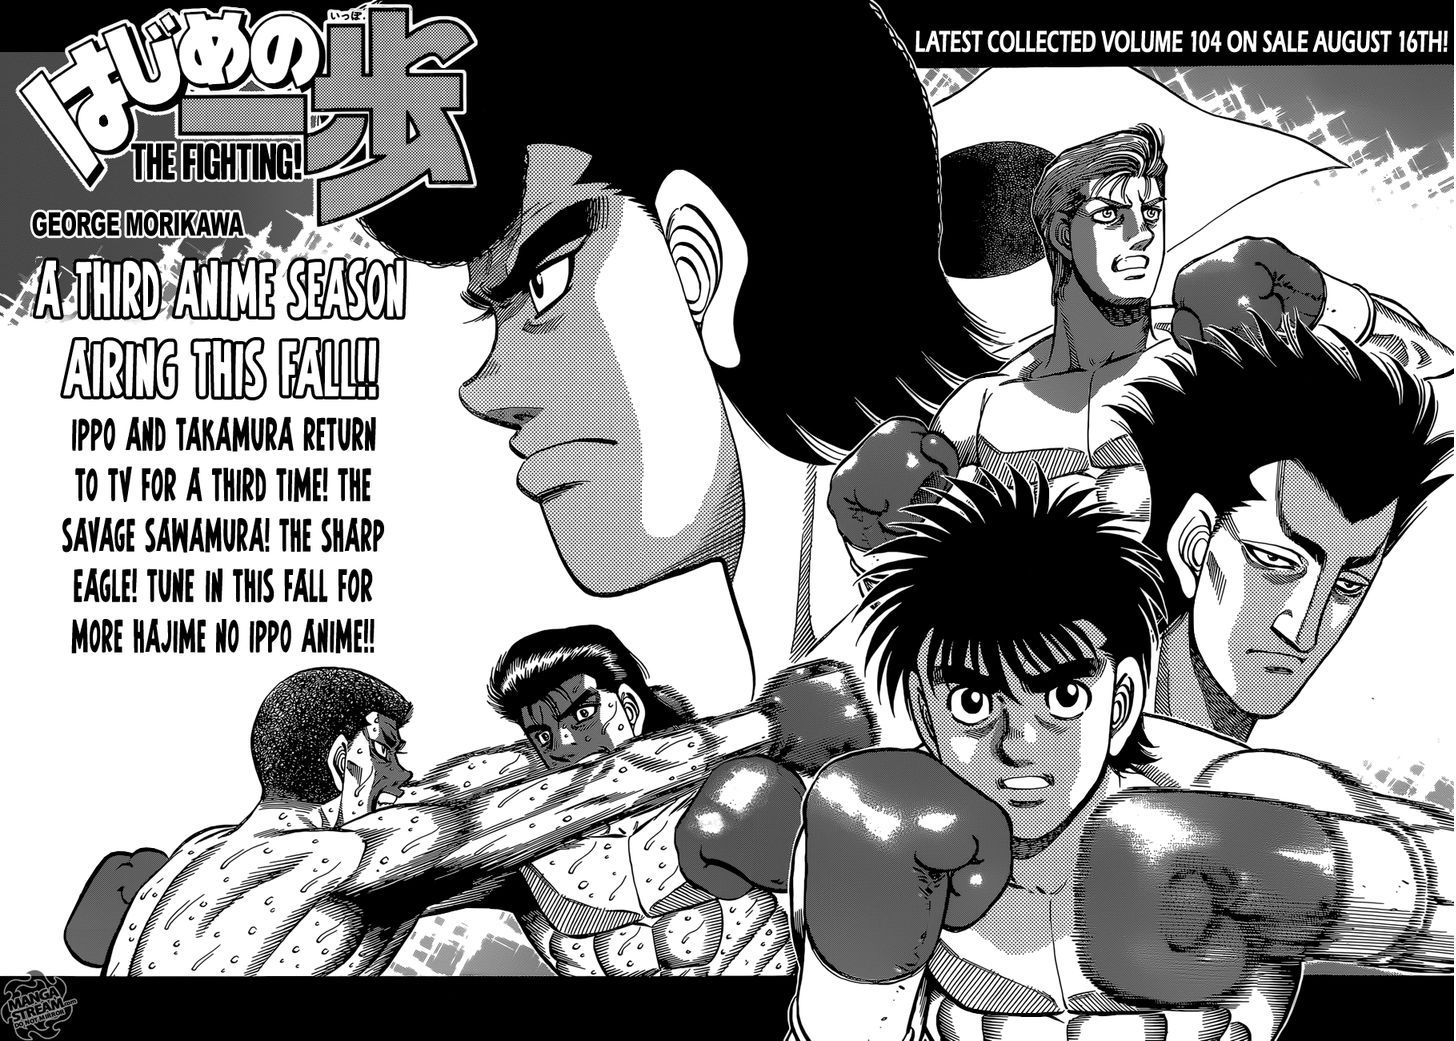 はじめの一歩
いっぽ
THE FIGHTING!
GEORGE MORIKAWA
LATEST COLLECTED VOLUME 104 ON SALE AUGUST 16TH!
A THIRD ANIME SEASON
AIRING THIS FALL!!
IPPO AND TAKAMURA RETURN
TO TV FOR A THIRD TIME! THE
SAVAGE SAWAMURA! THE SHARP
EAGLE! TUNE IN THIS FALL FOR
MORE HAJIME NO IPPO ANIME!!
MANGA
STREAM.com